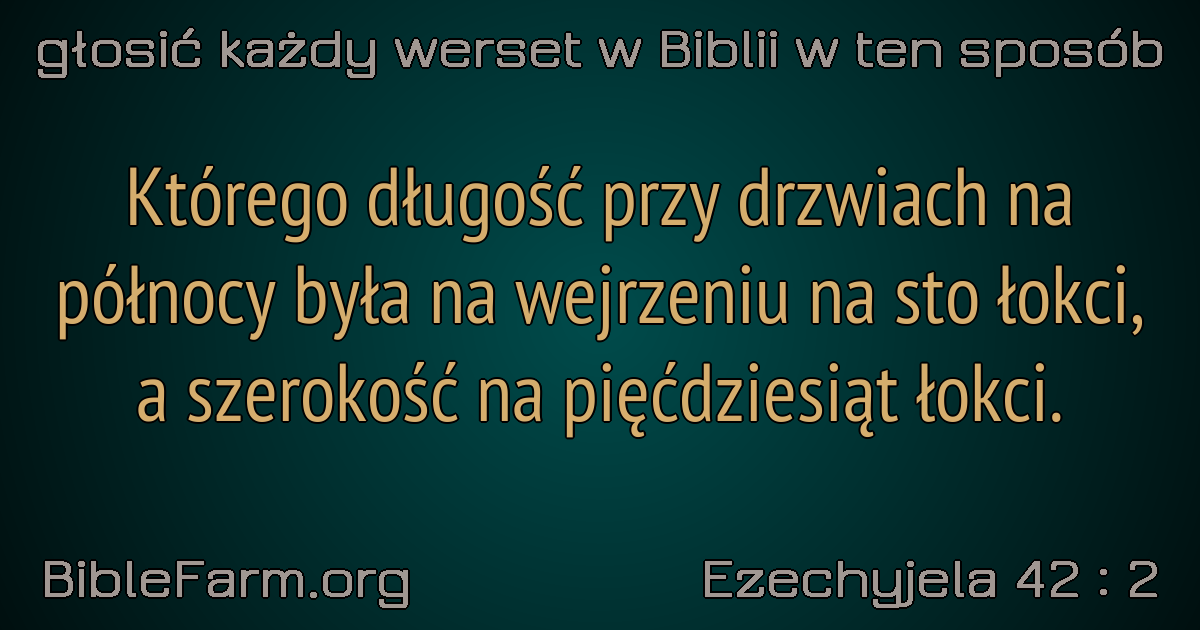 głosić każdy werset w Biblii w ten sposób
Którego długość przy drzwiach na
północy była na wejrzeniu na sto łokci,
a szerokość na pięćdziesiąt łokci.
BibleFarm.org
Ezechyjela 42 : 2